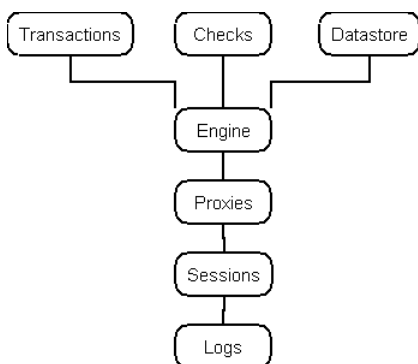 Transactions
Checks
Datastore
Engine
Proxies
Sessions
Logs